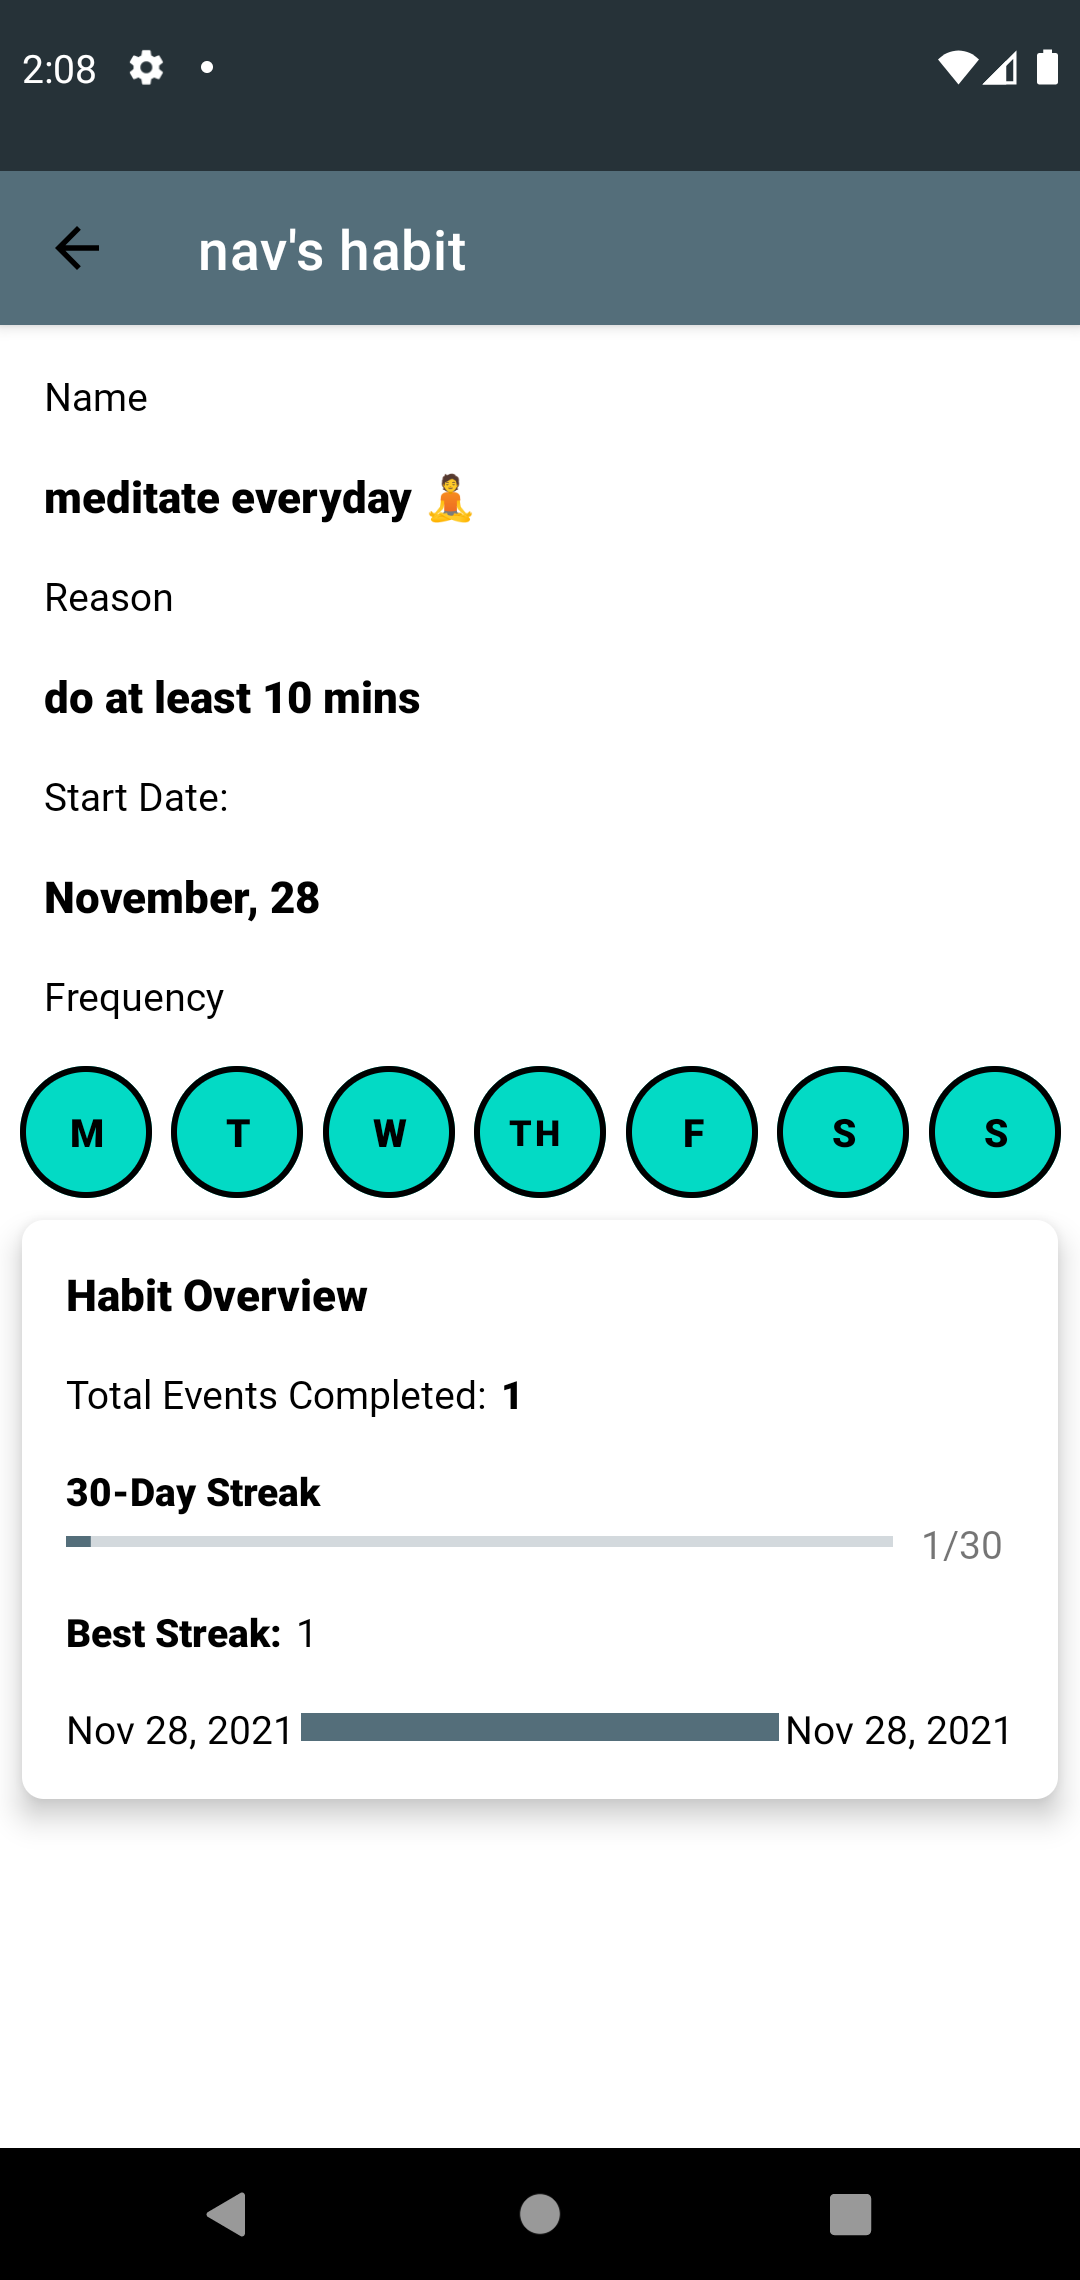 2:08
nav's habit
Name
meditate everyday 🧘
Reason
do at least 10 mins
Start Date:
November, 28
Frequency
M T W TH F S S
Habit Overview
Total Events Completed: 1
30-Day Streak
1/30
Best Streak: 1
Nov 28, 2021 Nov 28, 2021